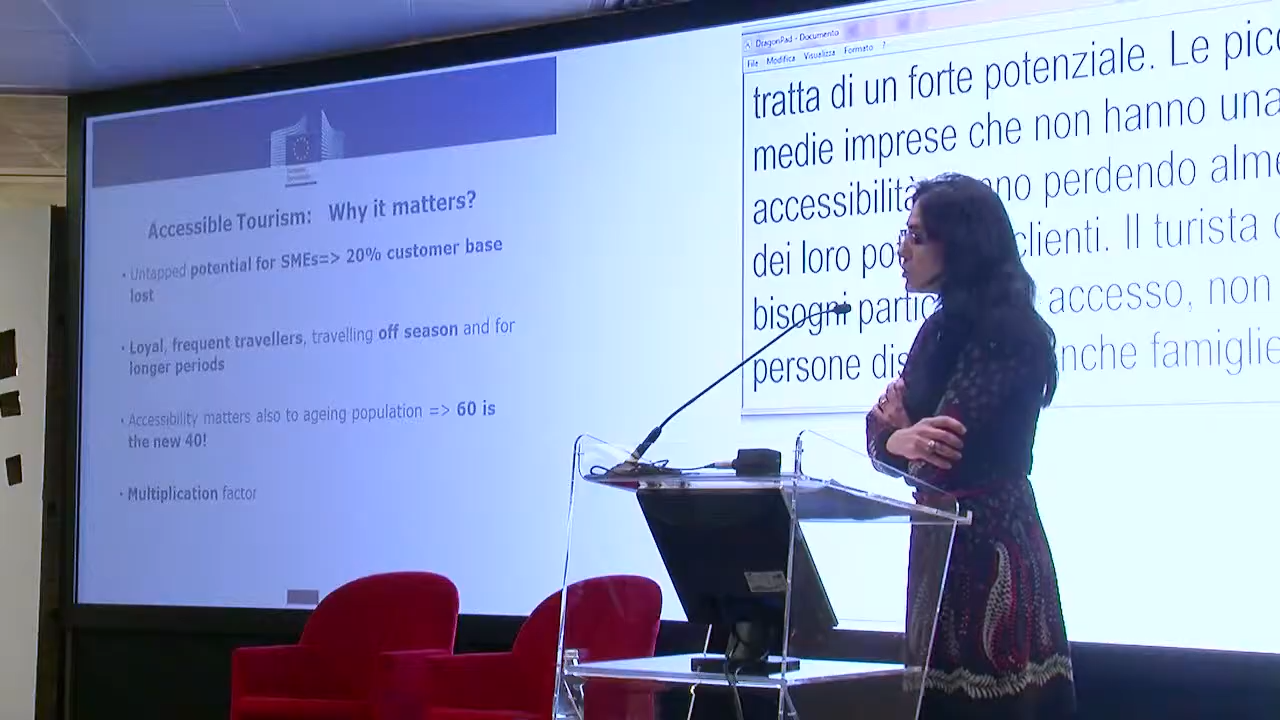 Accessible Tourism: Why it matters?
• Untapped potential for SMEs=> 20% customer base
lost
• Loyal, frequent travellers, travelling off season and for
longer periods
• Accessibility matters also to ageing population => 60 is
the new 40!
• Multiplication factor
DragonPad - Documento
File Modifica Visualizza Formato ?
tratta di un forte potenziale. Le
medie imprese che non hanno una
accessibilità perdendo
dei loro clienti. Il turista
bisogni accesso, non
persone famiglie